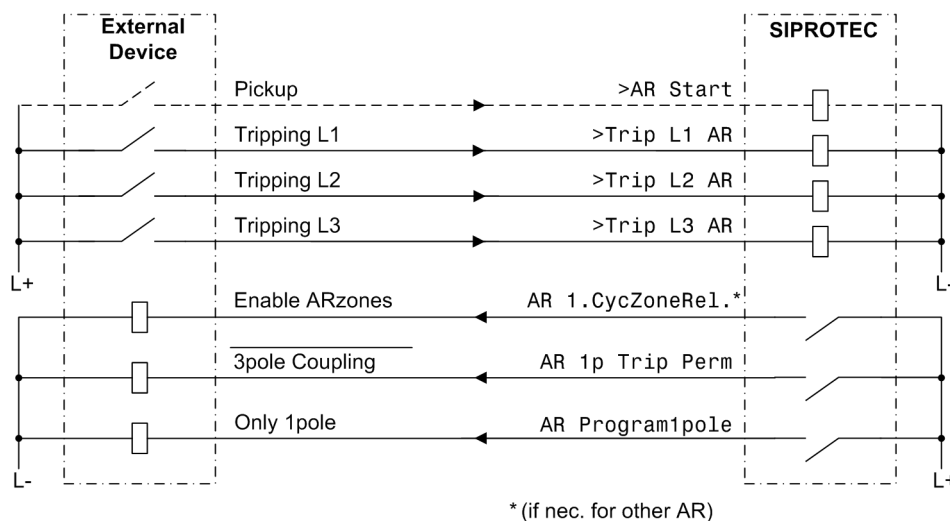 External
Device
SIPROTEC
Pickup >AR Start
Tripping L1 >Trip L1 AR
Tripping L2 >Trip L2 AR
Tripping L3 >Trip L3 AR
L+ L-
Enable ARzones AR 1.CycZoneRel.*
3pole Coupling AR 1p Trip Perm
Only 1pole AR Program1pole
L- L+
* (if nec. for other AR)